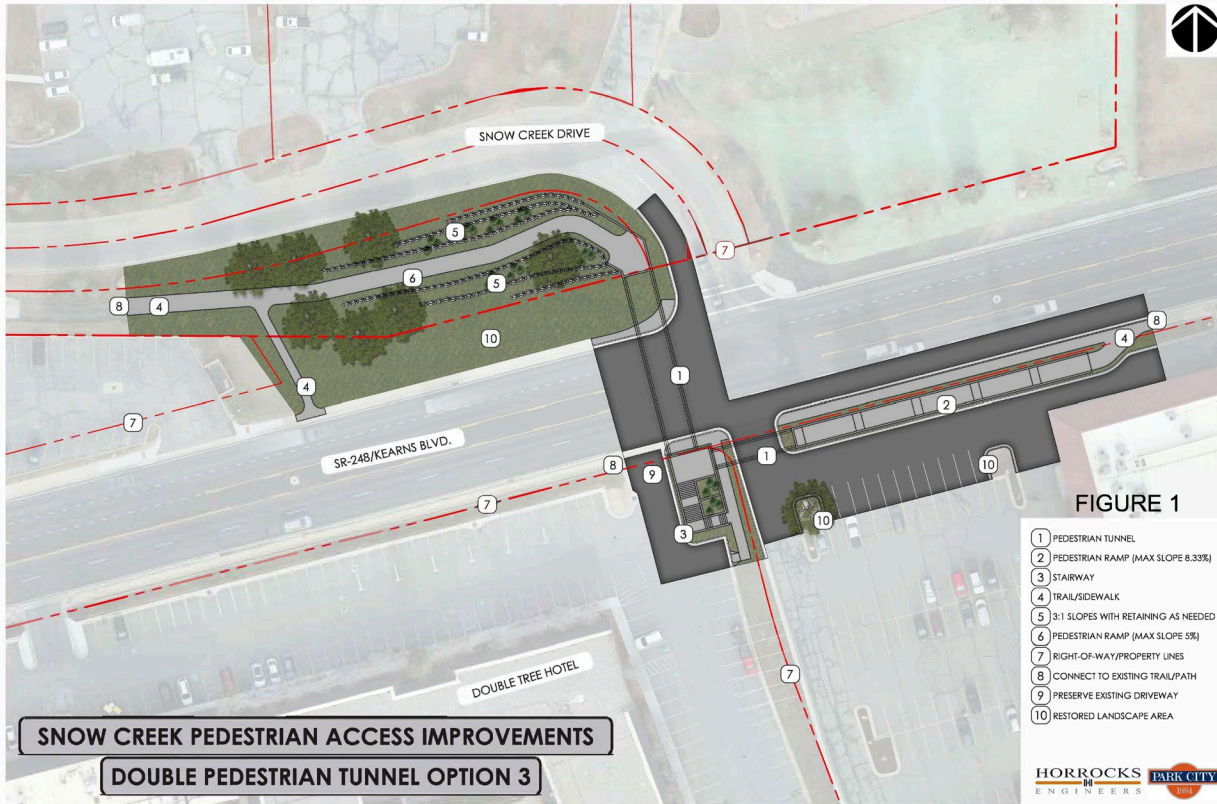 SNOW CREEK DRIVE
5
7
6
5
8
4
8
10
4
1
4
2
7
SR-248/KEARNS BLVD.
1
8
9
10
7
FIGURE 1
10
3
1 PEDESTRIAN TUNNEL
2 PEDESTRIAN RAMP (MAX SLOPE 8.33%)
3 STAIRWAY
4 TRAIL/SIDEWALK
5 3:1 SLOPES WITH RETAINING AS NEEDED
6 PEDESTRIAN RAMP (MAX SLOPE 5%)
7 RIGHT-OF-WAY/PROPERTY LINES
8 CONNECT TO EXISTING TRAIL/PATH
9 PRESERVE EXISTING DRIVEWAY
10 RESTORED LANDSCAPE AREA
7
DOUBLE TREE HOTEL
SNOW CREEK PEDESTRIAN ACCESS IMPROVEMENTS
DOUBLE PEDESTRIAN TUNNEL OPTION 3
HORROCKS
H
ENGINEERS
PARK CITY
1884